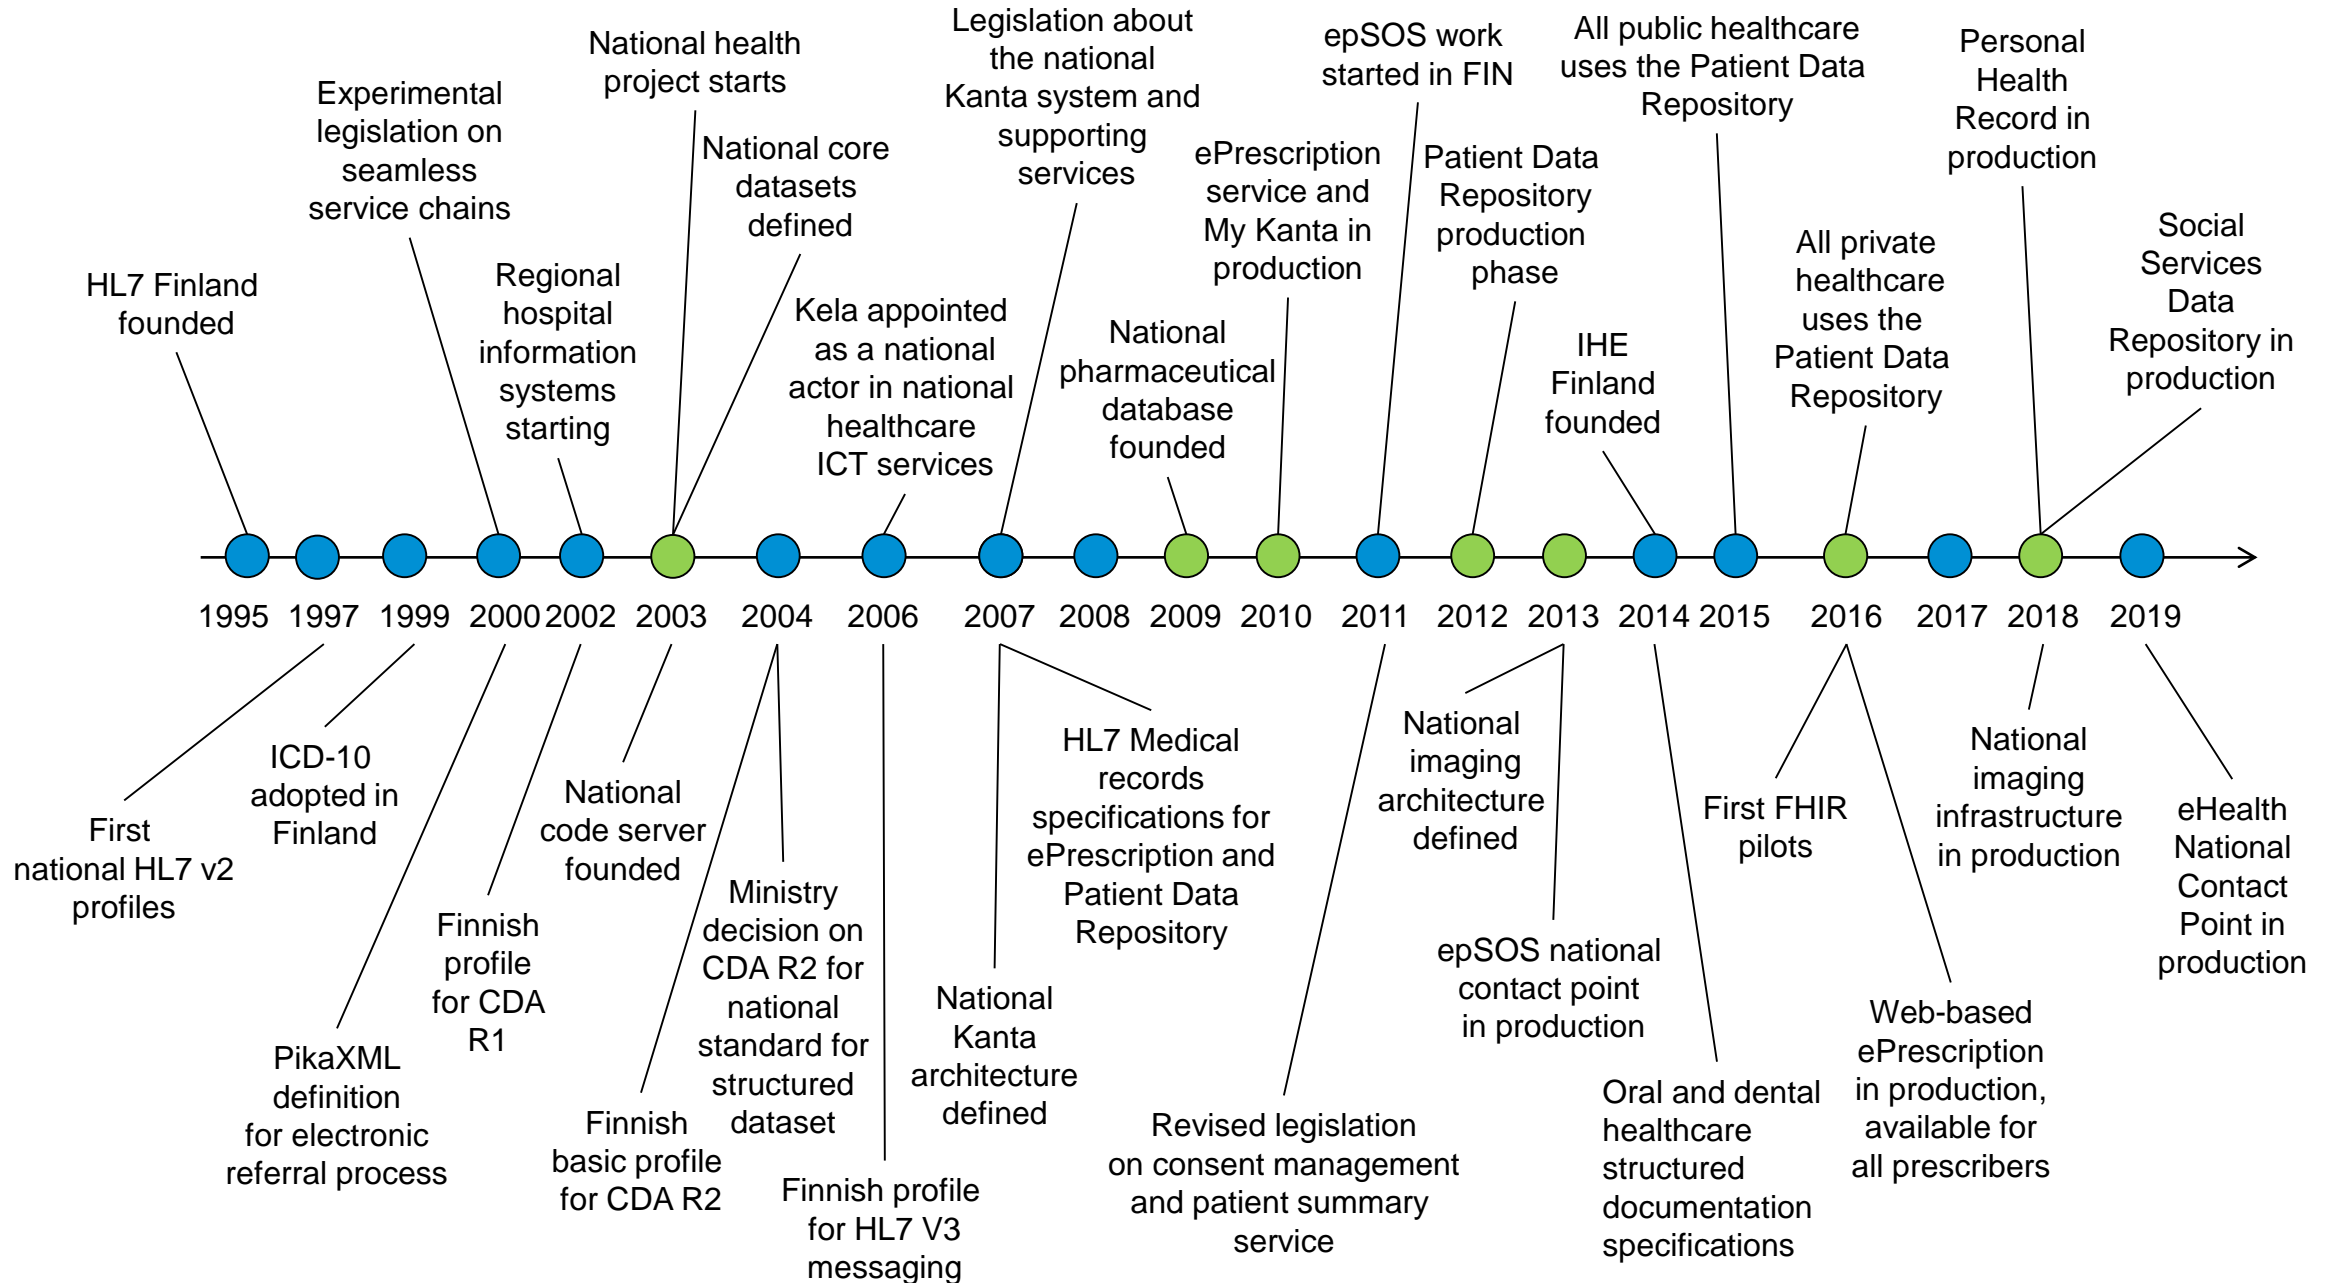 HL7 Finland
founded
Experimental
legislation on
seamless
service chains
Regional
hospital
information
systems
starting
National health
project starts
National core
datasets
defined
Kela appointed
as a national
actor in national
healthcare
ICT services
Legislation about
the national
Kanta system and
supporting
services
National
pharmaceutical
database
founded
ePrescription
service and
My Kanta in
production
epSOS work
started in FIN
Patient Data
Repository
production
phase
IHE
Finland
founded
All public healthcare
uses the Patient Data
Repository
All private
healthcare
uses the
Patient Data
Repository
Personal
Health
Record in
production
Social
Services
Data
Repository in
production
1995 1997 1999 2000 2002 2003 2004 2006 2007 2008 2009 2010 2011 2012 2013 2014 2015 2016 2017 2018 2019
First
national HL7 v2
profiles
ICD-10
adopted in
Finland
PikaXML
definition
for electronic
referral process
Finnish
profile
for CDA
R1
National
code server
founded
Finnish
basic profile
for CDA R2
Ministry
decision on
CDA R2 for
national
standard for
structured
dataset
Finnish profile
for HL7 V3
messaging
National
Kanta
architecture
defined
HL7 Medical
records
specifications for
ePrescription and
Patient Data
Repository
Revised legislation
on consent management
and patient summary
service
National
imaging
architecture
defined
epSOS national
contact point
in production
Oral and dental
healthcare
structured
documentation
specifications
First FHIR
pilots
Web-based
ePrescription
in production,
available for
all prescribers
National
imaging
infrastructure
in production
eHealth
National
Contact
Point in
production